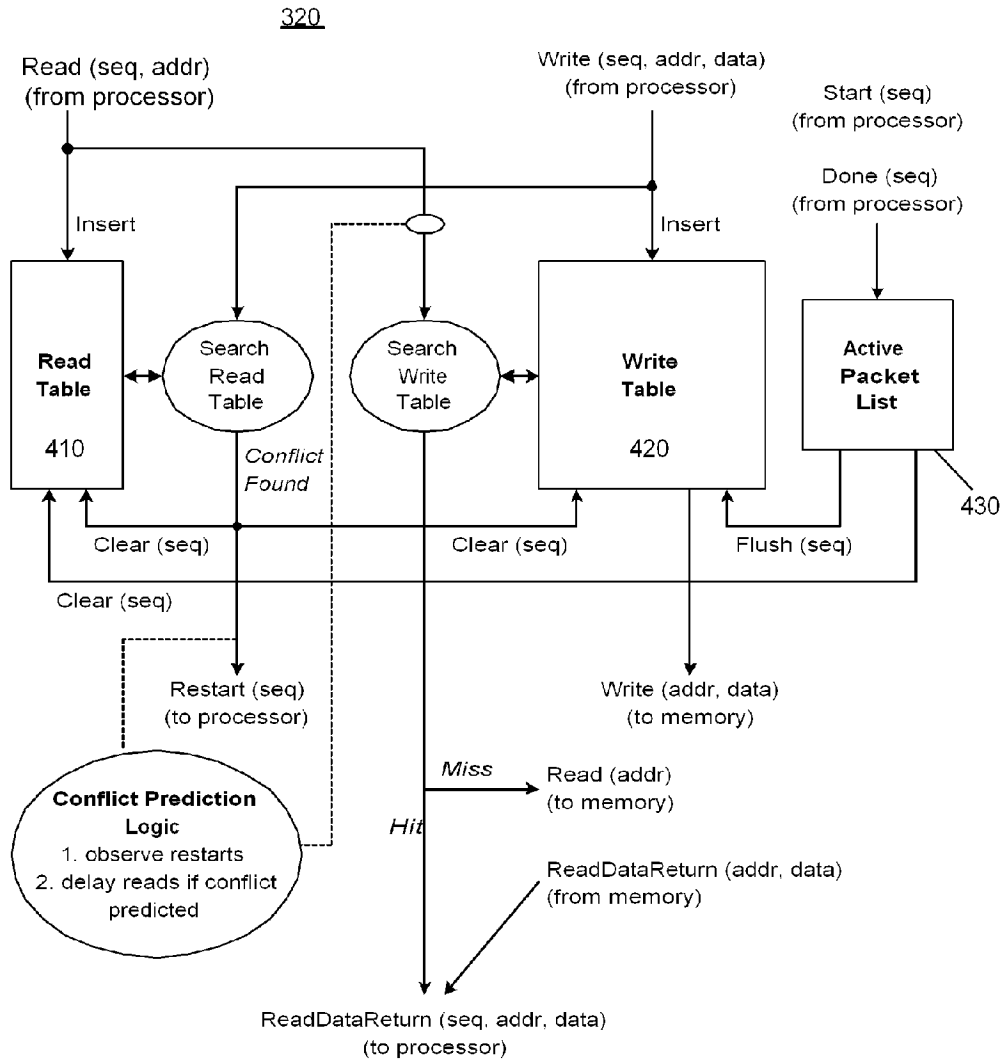 320
Read (seq, addr)
(from processor)
Write (seq, addr, data)
(from processor)
Start (seq)
(from processor)
Done (seq)
(from processor)
Insert
Insert
Read
Table
410
Search
Read
Table
Search
Write
Table
Write
Table
420
Active
Packet
List
430
Conflict
Found
Clear (seq)
Clear (seq)
Flush (seq)
Clear (seq)
Restart (seq)
(to processor)
Write (addr, data)
(to memory)
Conflict Prediction
Logic
1. observe restarts
2. delay reads if conflict
predicted
Miss
Read (addr)
(to memory)
Hit
ReadDataReturn (addr, data)
(from memory)
ReadDataReturn (seq, addr, data)
(to processor)